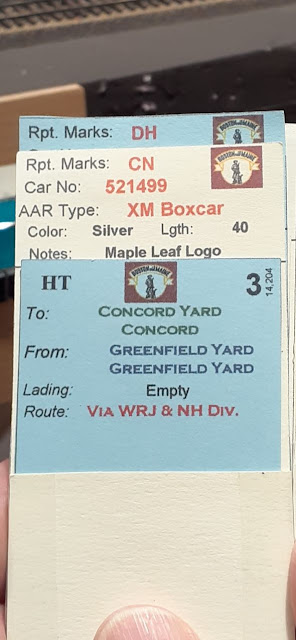 Rpt. Marks: DH
Rpt. Marks: CN
Car No: 521499
AAR Type: XM Boxcar
Color: Silver Lgth: 40
Notes: Maple Leaf Logo
HT 3 14,204
To: CONCORD YARD
CONCORD
From: GREENFIELD YARD
GREENFIELD YARD
Lading: Empty
Route: VIA WRJ & NH DIV.